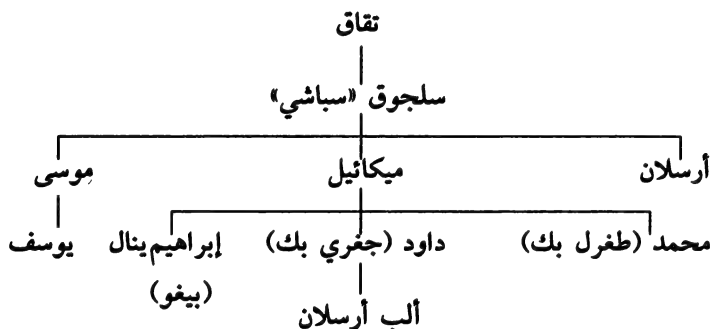 تقاق
سلجوق «سباشي»
أرسلان ميكائيل موسى
محمد (طغرل بك) داود (جغري بك) إبراهيم ينال يوسف
(بيغو)
ألب أرسلان